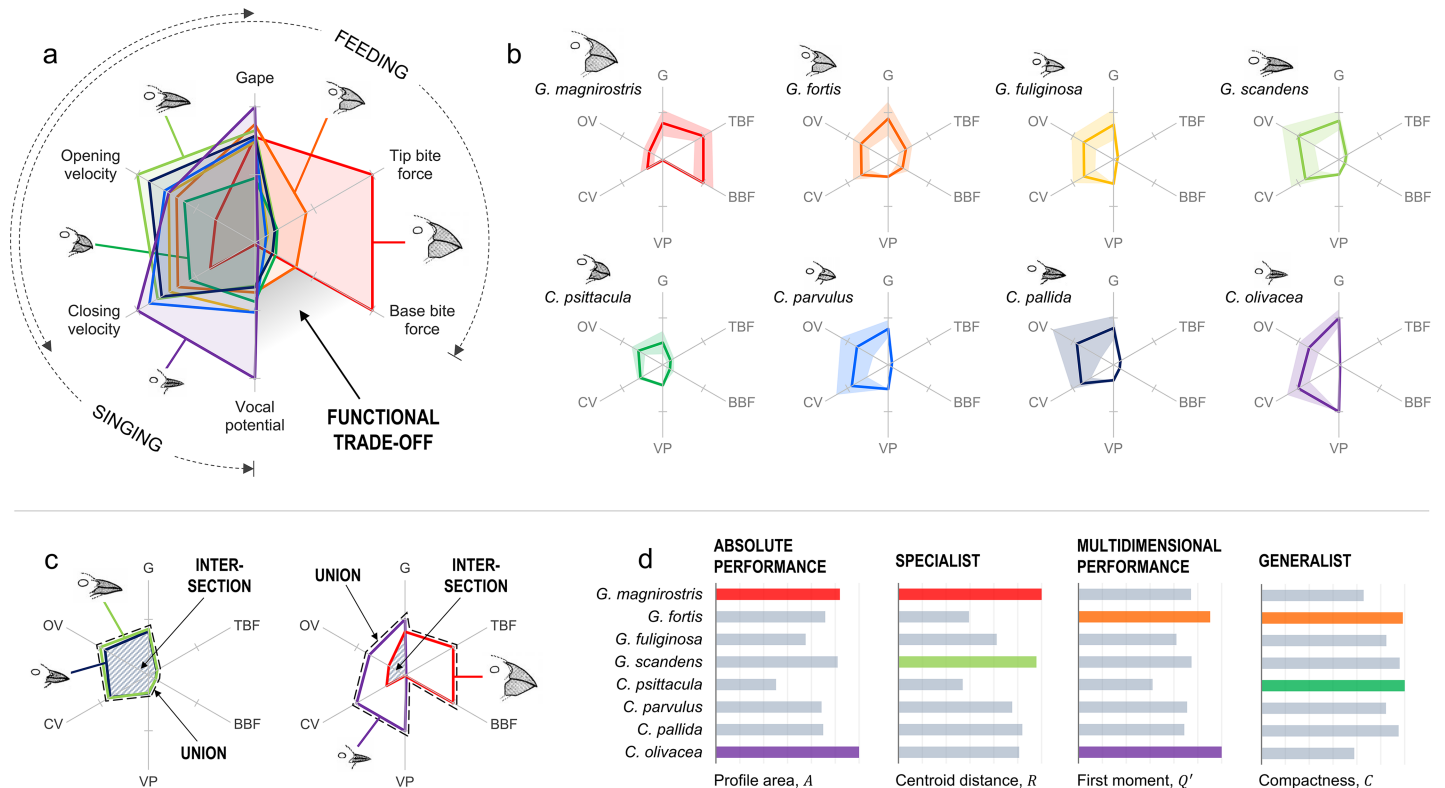 a
FEEDING
Gape
Opening
velocity
Tip bite
force
Closing
velocity
Base bite
force
Vocal
potential
SINGING
FUNCTIONAL
TRADE-OFF
b
G. magnirostris
G
TBF
BBF
VP
CV
OV
G. fortis
G
TBF
BBF
VP
CV
OV
G. fuliginosa
G
TBF
BBF
VP
CV
OV
G. scandens
G
TBF
BBF
VP
CV
OV
C. psittacula
G
TBF
BBF
VP
CV
OV
C. parvulus
G
TBF
BBF
VP
CV
OV
C. pallida
G
TBF
BBF
VP
CV
OV
C. olivacea
G
TBF
BBF
VP
CV
OV
c
G
INTER-
SECTION
OV
TBF
CV
BBF
UNION
VP
UNION
G
INTER-
SECTION
OV
TBF
CV
BBF
VP
d
ABSOLUTE
PERFORMANCE
SPECIALIST
MULTIDIMENSIONAL
PERFORMANCE
GENERALIST
G. magnirostris
G. fortis
G. fuliginosa
G. scandens
C. psittacula
C. parvulus
C. pallida
C. olivacea
Profile area, A
Centroid distance, R
First moment, Q′
Compactness, C